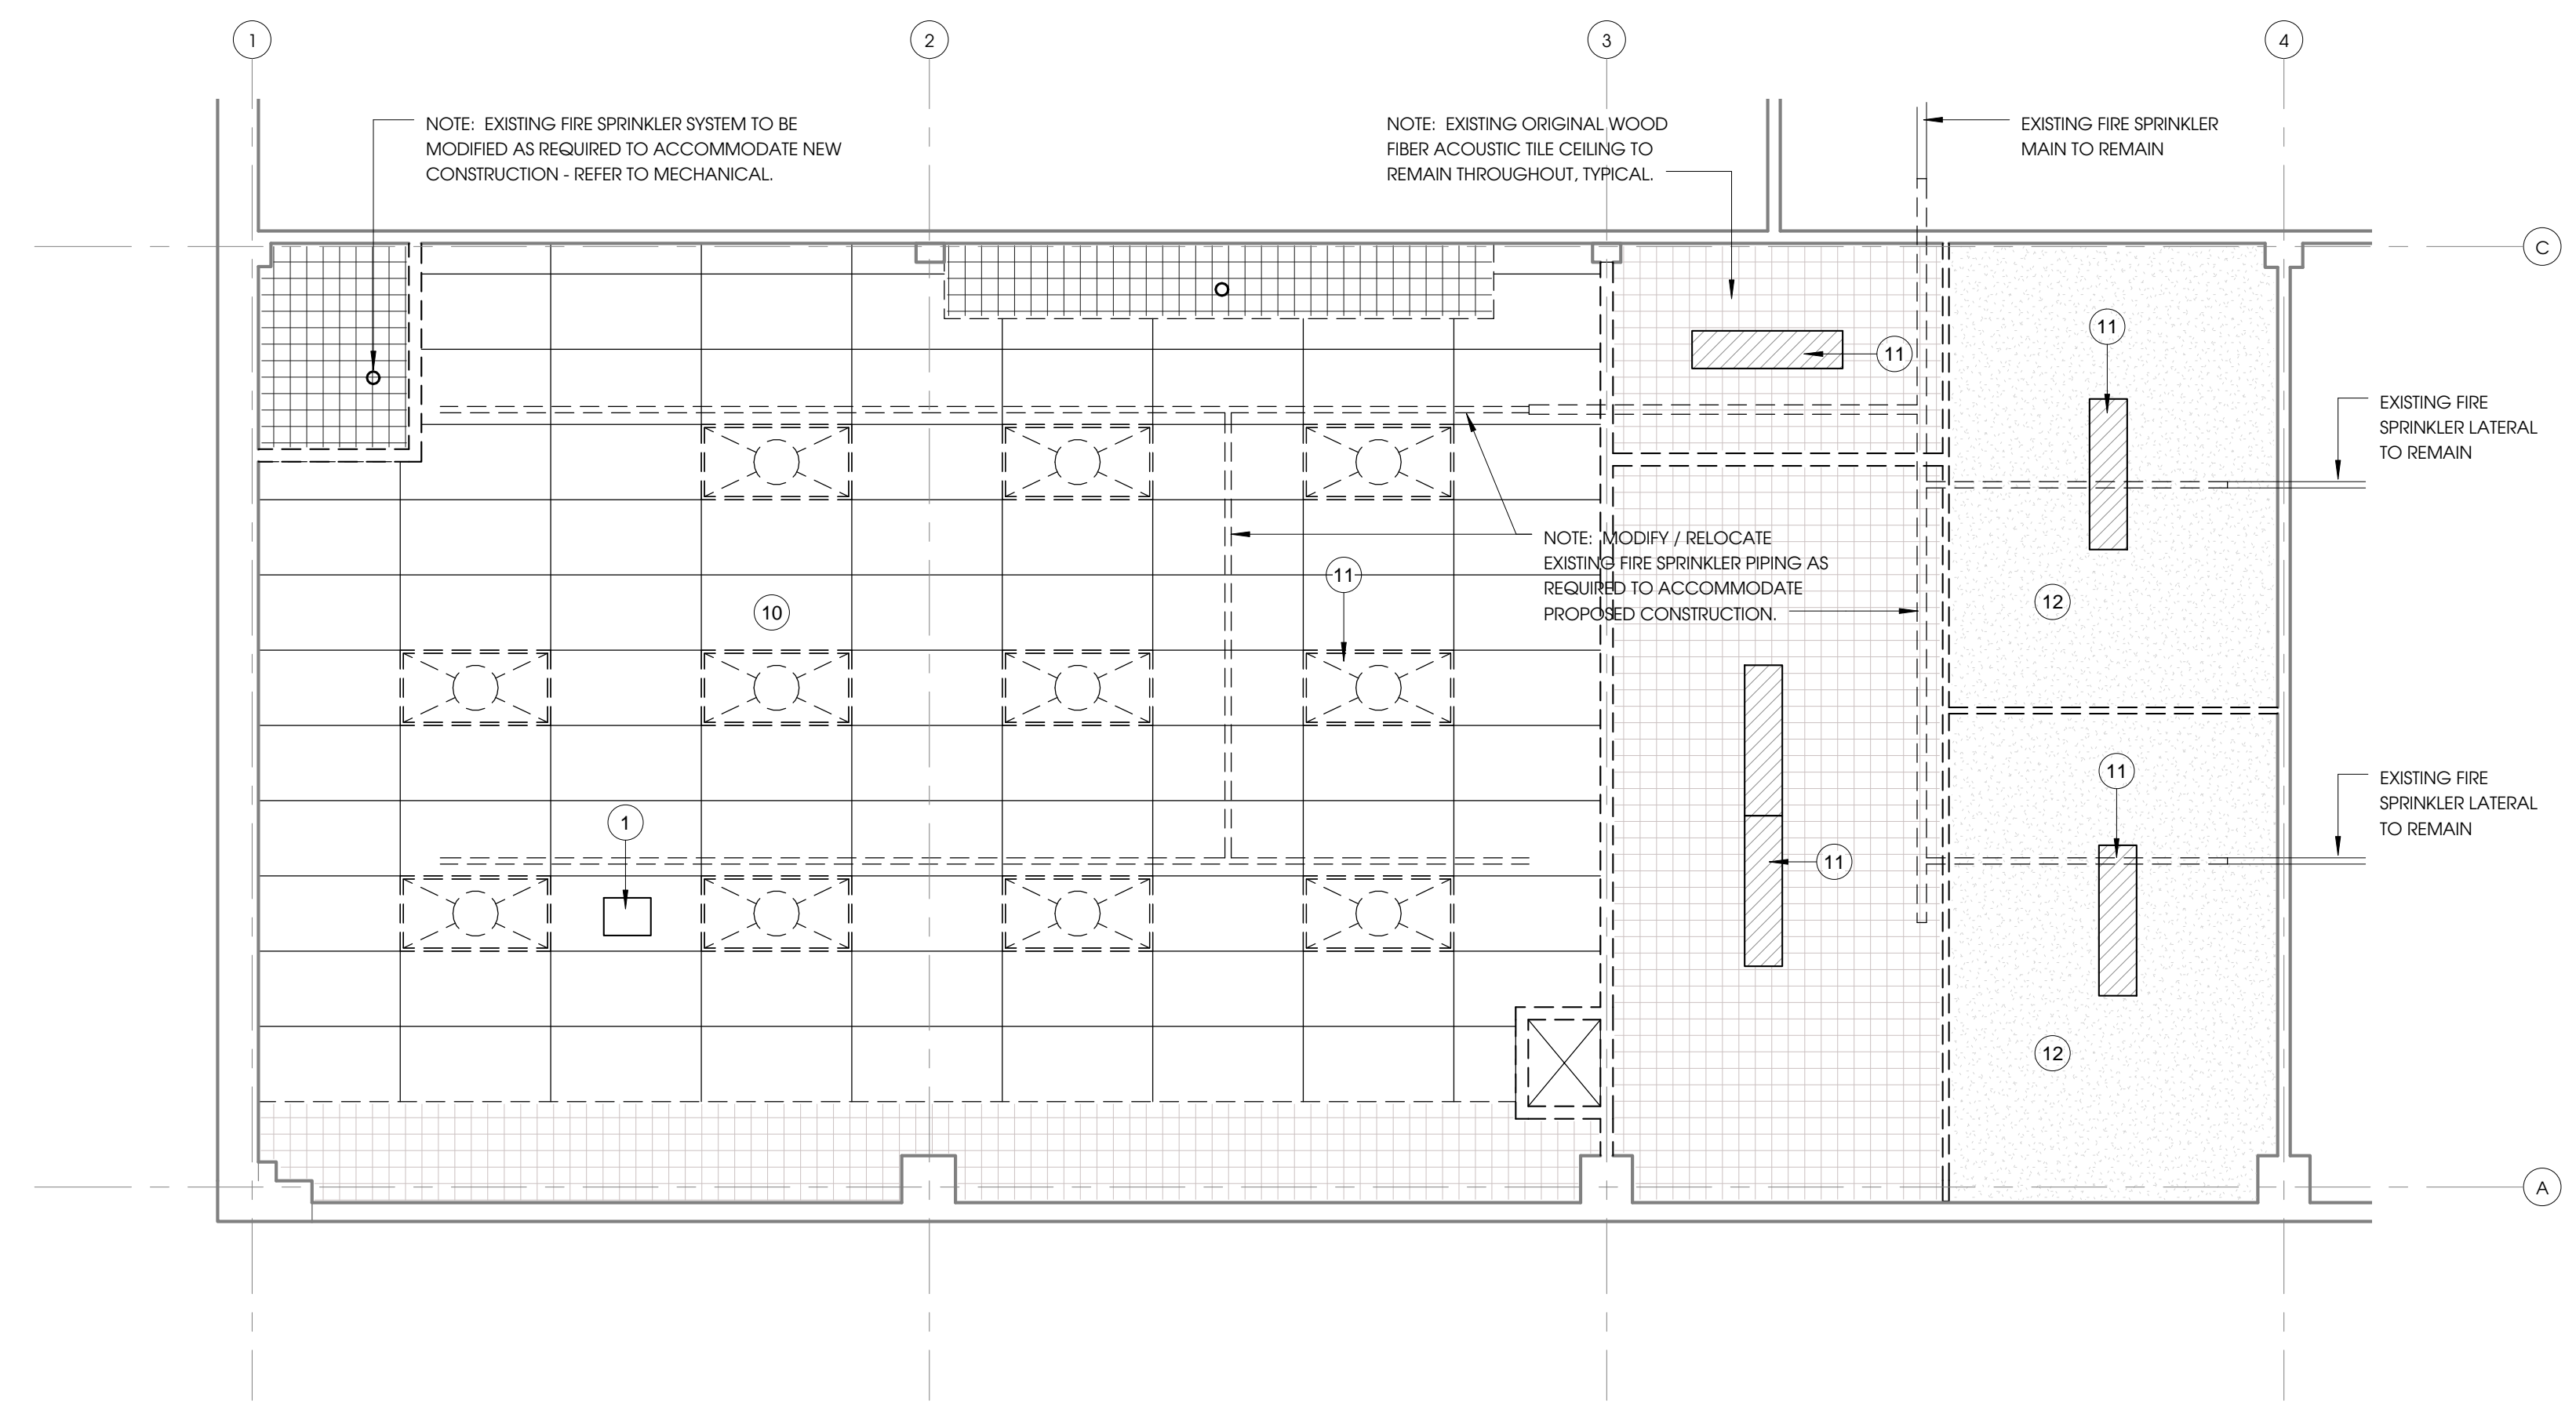 1
2
3
4
NOTE: EXISTING FIRE SPRINKLER SYSTEM TO BE
MODIFIED AS REQUIRED TO ACCOMMODATE NEW
CONSTRUCTION - REFER TO MECHANICAL.
NOTE: EXISTING ORIGINAL WOOD
FIBER ACOUSTIC TILE CEILING TO
REMAIN THROUGHOUT, TYPICAL.
EXISTING FIRE SPRINKLER
MAIN TO REMAIN
C
11
11
EXISTING FIRE
SPRINKLER LATERAL
TO REMAIN
NOTE: MODIFY / RELOCATE
EXISTING FIRE SPRINKLER PIPING AS
REQUIRED TO ACCOMMODATE
PROPOSED CONSTRUCTION.
11
10
12
11
EXISTING FIRE
SPRINKLER LATERAL
TO REMAIN
1
11
12
A